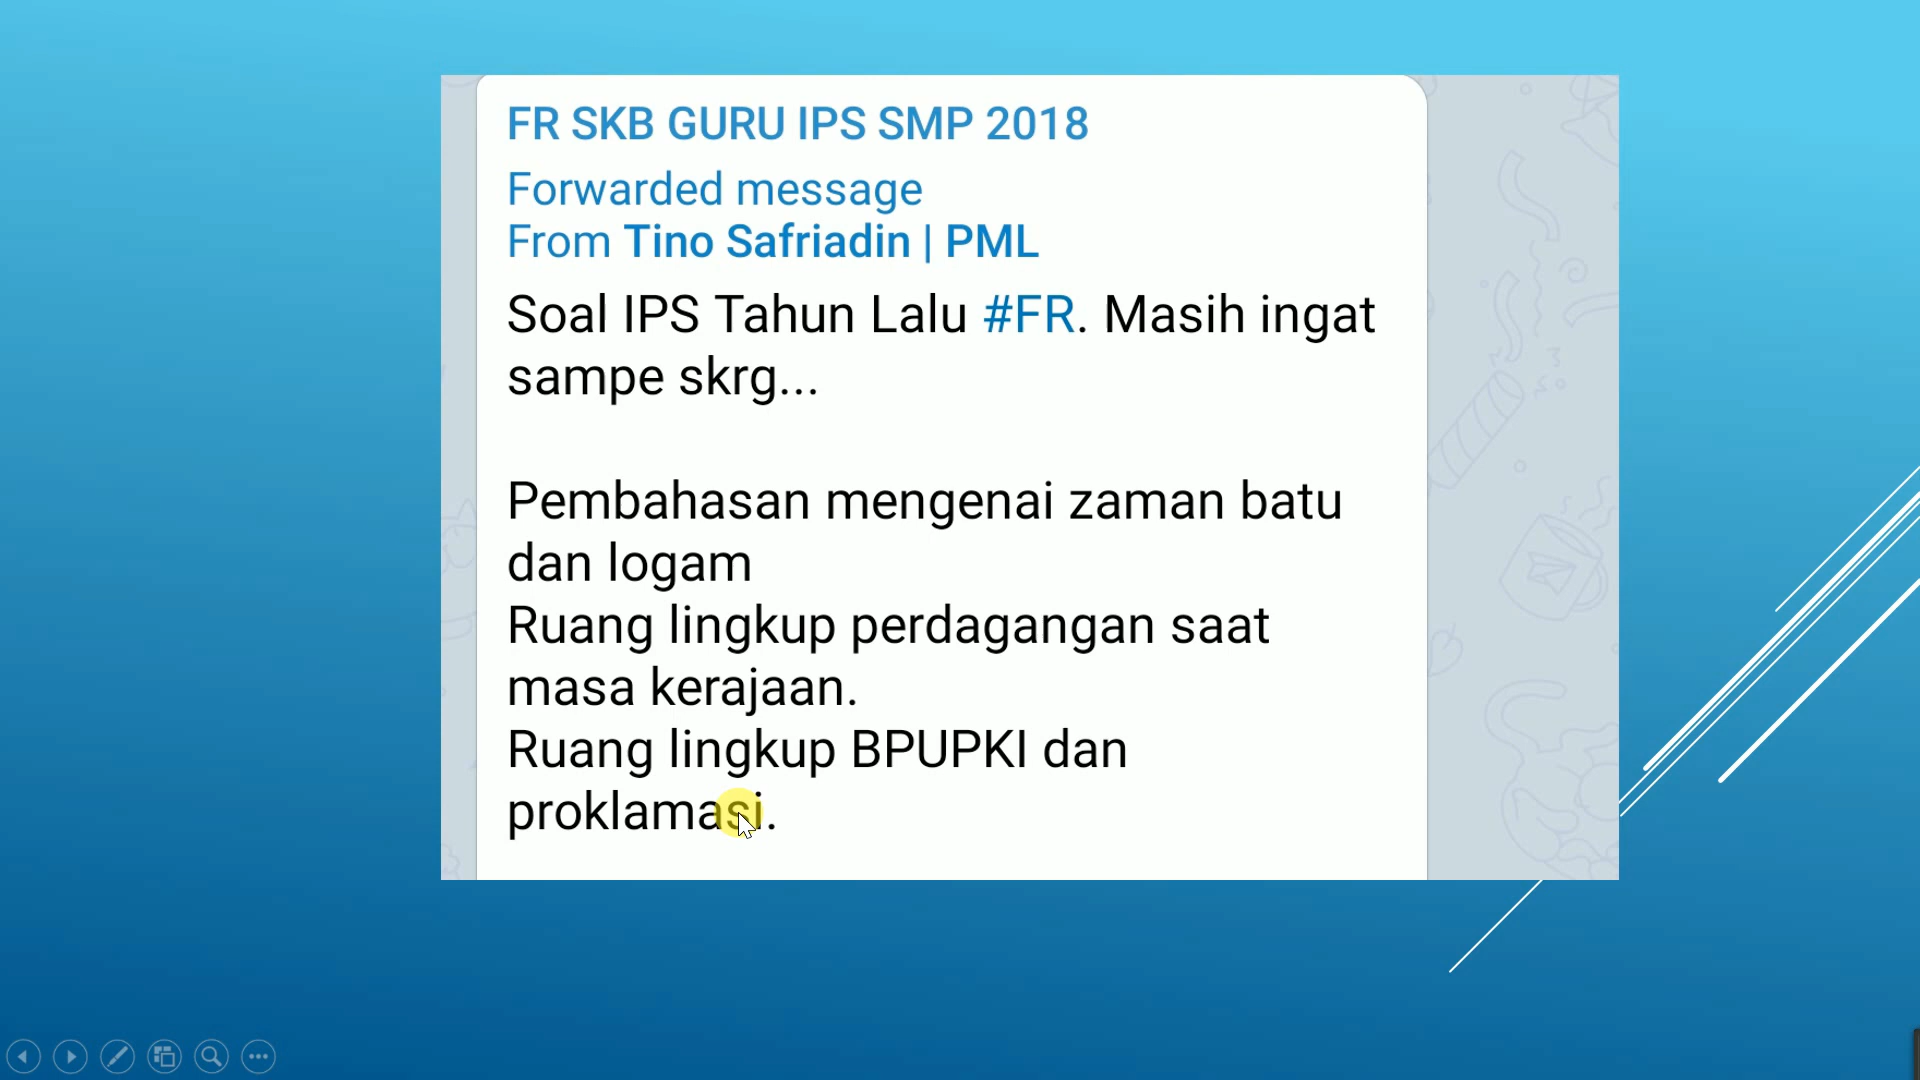 FR SKB GURU IPS SMP 2018
Forwarded message
From Tino Safriadin | PML
Soal IPS Tahun Lalu #FR. Masih ingat
sampe skrg...
Pembahasan mengenai zaman batu
dan logam
Ruang lingkup perdagangan saat
masa kerajaan.
Ruang lingkup BPUPKI dan
proklamasi.